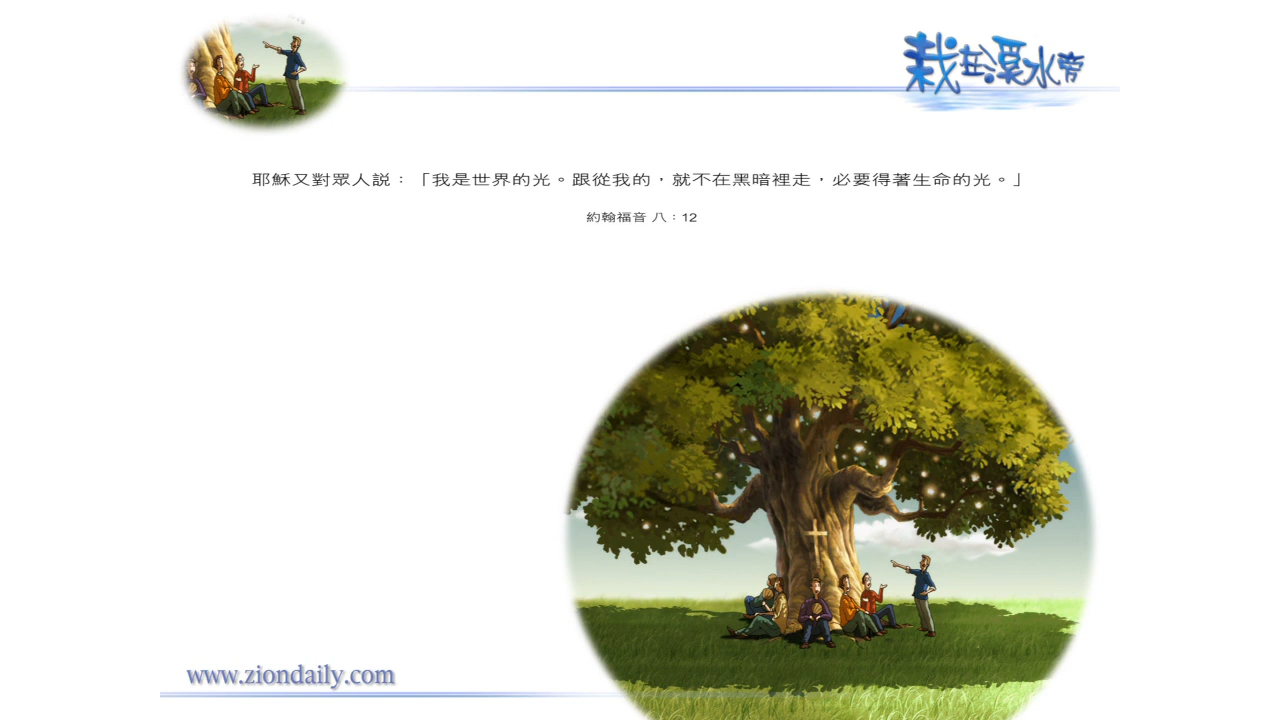 栽在溪水旁
耶穌又對眾人説：「我是世界的光。跟從我的，就不在黑暗裡走，必要得著生命的光。」
約翰福音 八：12
www.ziondaily.com